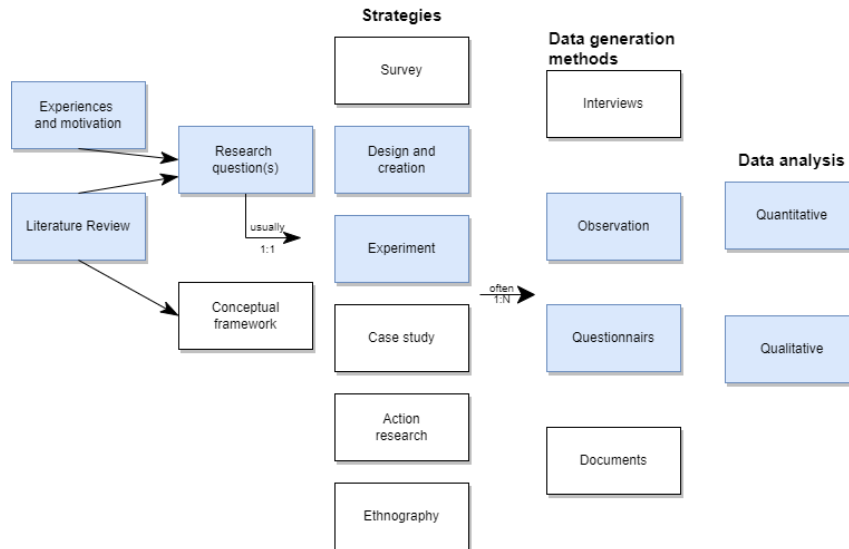 Strategies
Survey
Data generation
methods
Interviews
Experiences
and motivation
Research
question(s)
Design and
creation
Data analysis
Literature Review
usually
1:1
Experiment
Observation
Quantitative
Conceptual
framework
often
1:N
Case study
Questionnairs
Qualitative
Action
research
Documents
Ethnography